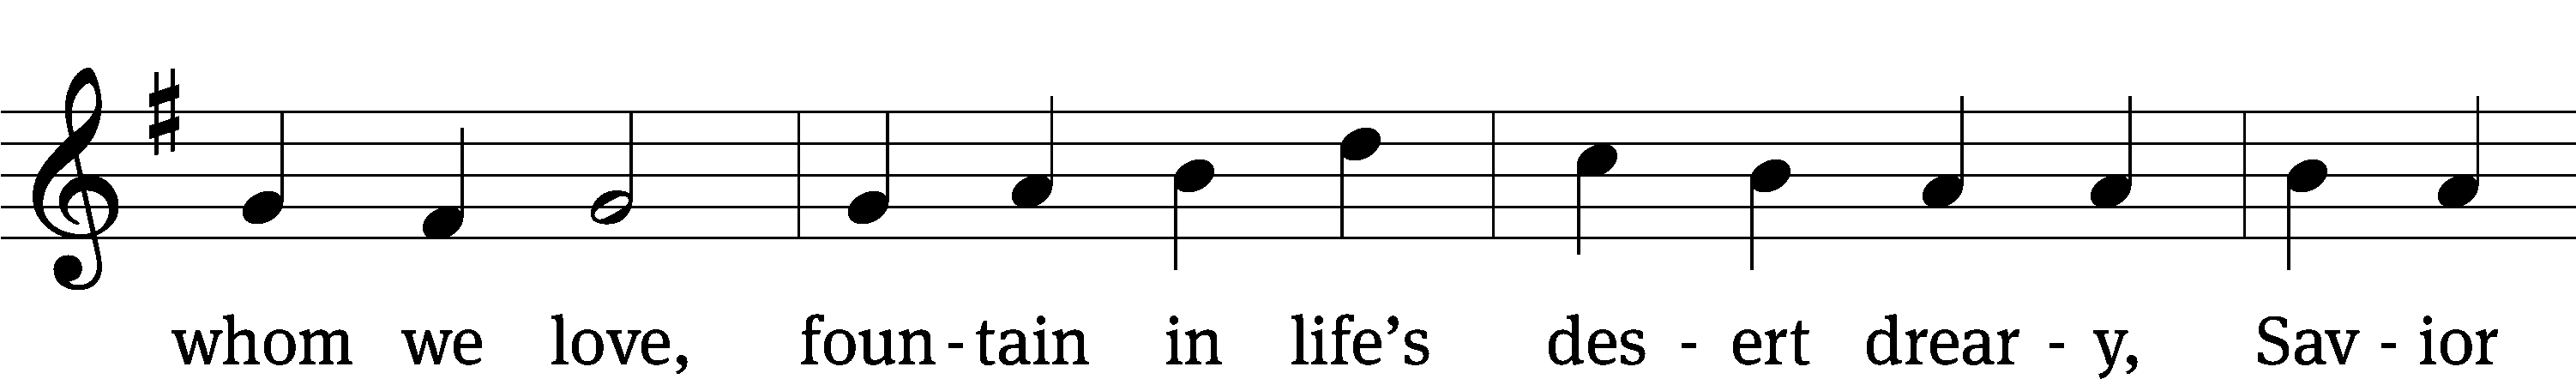 whom we love, foun - tain in life’s des - ert drear - y, Sav - ior